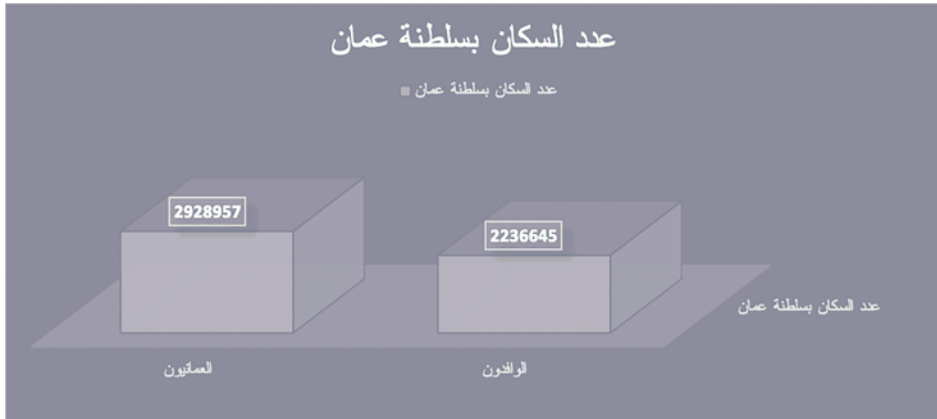 عدد السكان بسلطنة عمان
عدد السكان بسلطنة عمان
2928957
2236645
عدد السكان بسلطنة عمان
العمانيون
الوافدون